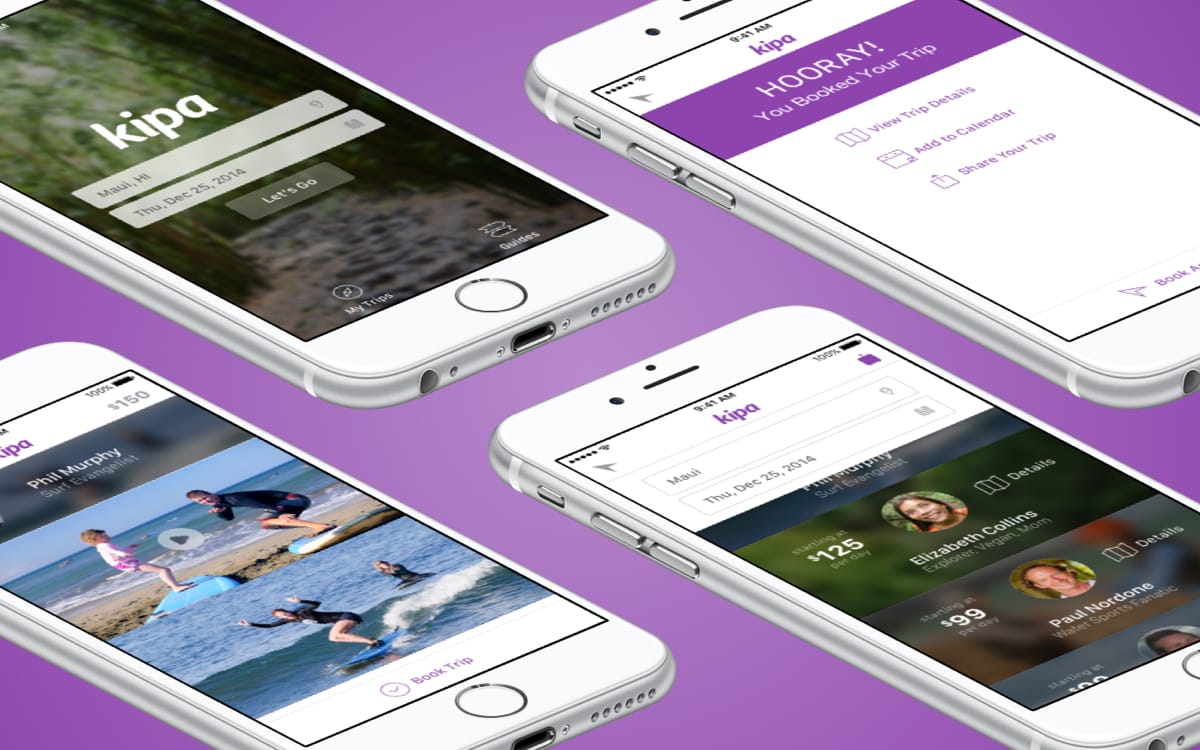 kipa
Maui, HI
Thu, Dec 25, 2014
Let's Go
My Trips
Guides
9:41 AM
kipa
HOORAY!
You Booked Your Trip
View Trip Details
Add to Calendar
Share Your Trip
Book
100%
$150
kipa
Phil Murphy
Surf Evangelist
Book Trip
9:41 AM
100%
kipa
Maui
Thu, Dec 25, 2014
Phil Murphy
Surf Evangelist
starting at
$125
per day
Elizabeth Collins
Explorer, Vegan, Mom
Details
starting at
$99
per day
Paul Nordone
Water Sports Fanatic
Details
starting at